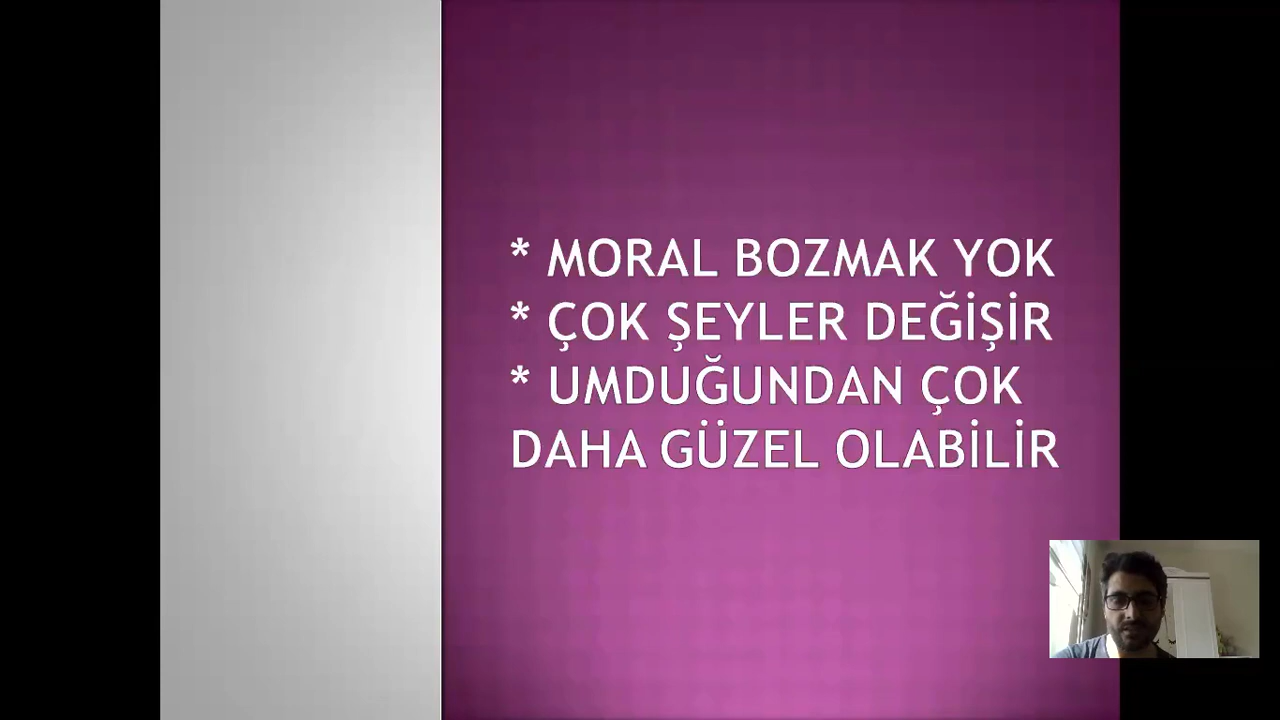 * MORAL BOZMAK YOK
* ÇOK ŞEYLER DEĞİŞİR
* UMDUĞUNDAN ÇOK
DAHA GÜZEL OLABİLİR